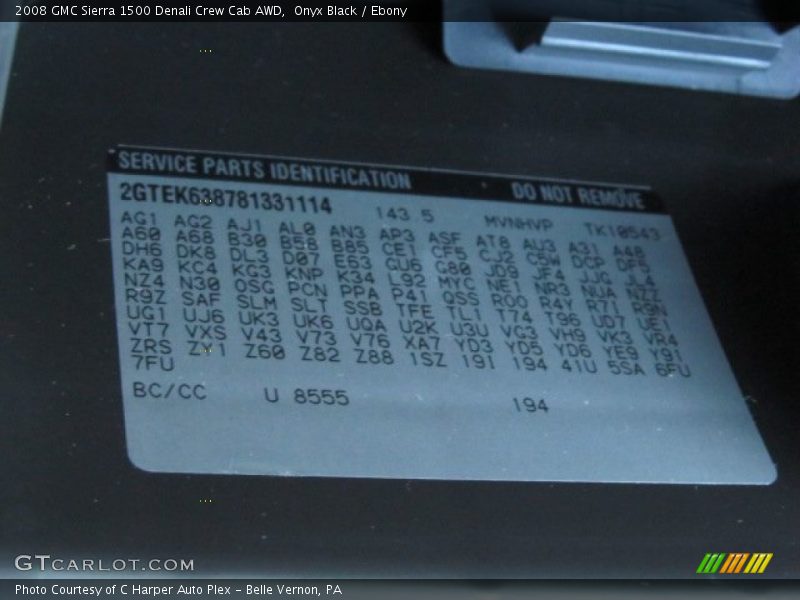 2008 GMC Sierra 1500 Denali Crew Cab AWD,  Onyx Black / Ebony
SERVICE PARTS IDENTIFICATION DO NOT REMOVE
2GTEK638781331114 143.5 MVNHVP TK10543
AG1 AG2 AJ1 AL0 AN3 AP3 ASF AT8 AU3 A31 A48
A60 A68 B30 B58 B85 CE1 CF5 CJ2 C5W DCP DF5
DH6 DK8 DL3 D07 E63 GU6 G80 JD9 JF4 JJG JL4
KA9 KC4 KG3 KNP K34 L92 MYC NE1 NR3 NUA NZZ
NZ4 N30 OSG PCN PPA P41 QSS ROO R4Y R71 R9N
R9Z SAF SLM SLT SSB TFE TL1 T74 T96 UD7 UE1
UG1 UJ6 UK3 UK6 UQA U2K U3U VG3 VH9 VK3 VR4
VT7 VXS V43 V73 V76 XA7 YD3 YD5 YD6 YE9 Y91
ZRS ZY1 Z60 Z82 Z88 1SZ 191 194 41U 5SA 6FU
7FU
BC/CC U 8555 194
GTCARLOT.COM
Photo Courtesy of C Harper Auto Plex – Belle Vernon, PA